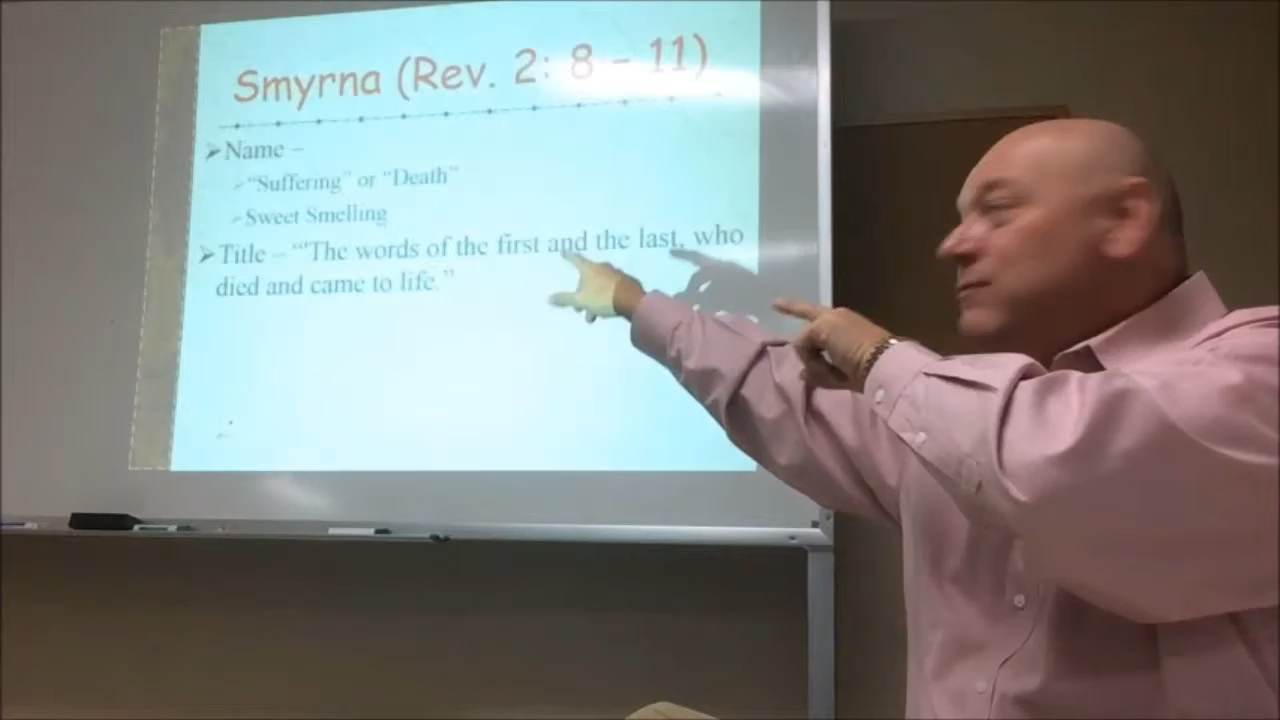 Smyrna (Rev. 2: 8 - 11)
Name –
"Suffering" or "Death"
Sweet Smelling
Title – "'The words of the first and the last, who
died and came to life."